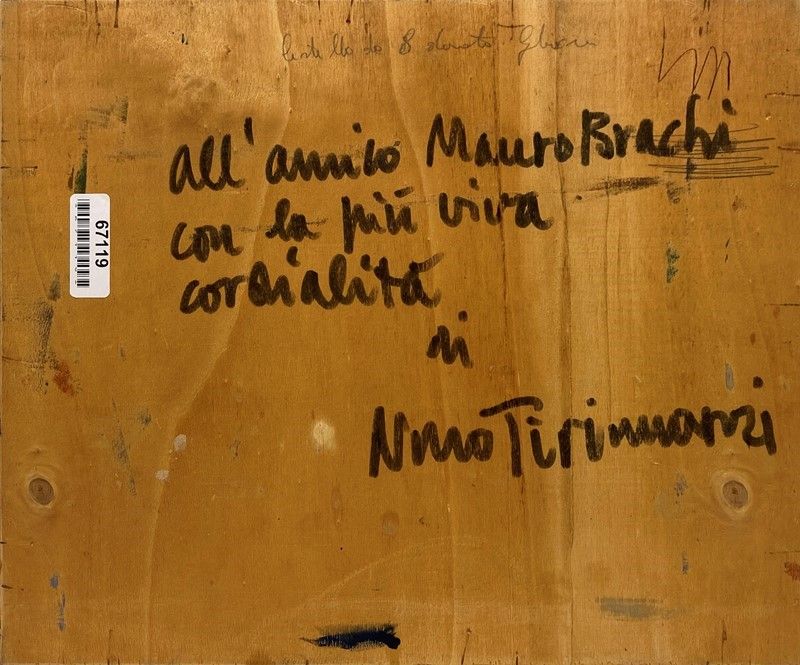 all'amico Mauro Brachi
con la più viva
cordialità
di
Nino Tirinnanzi
67119